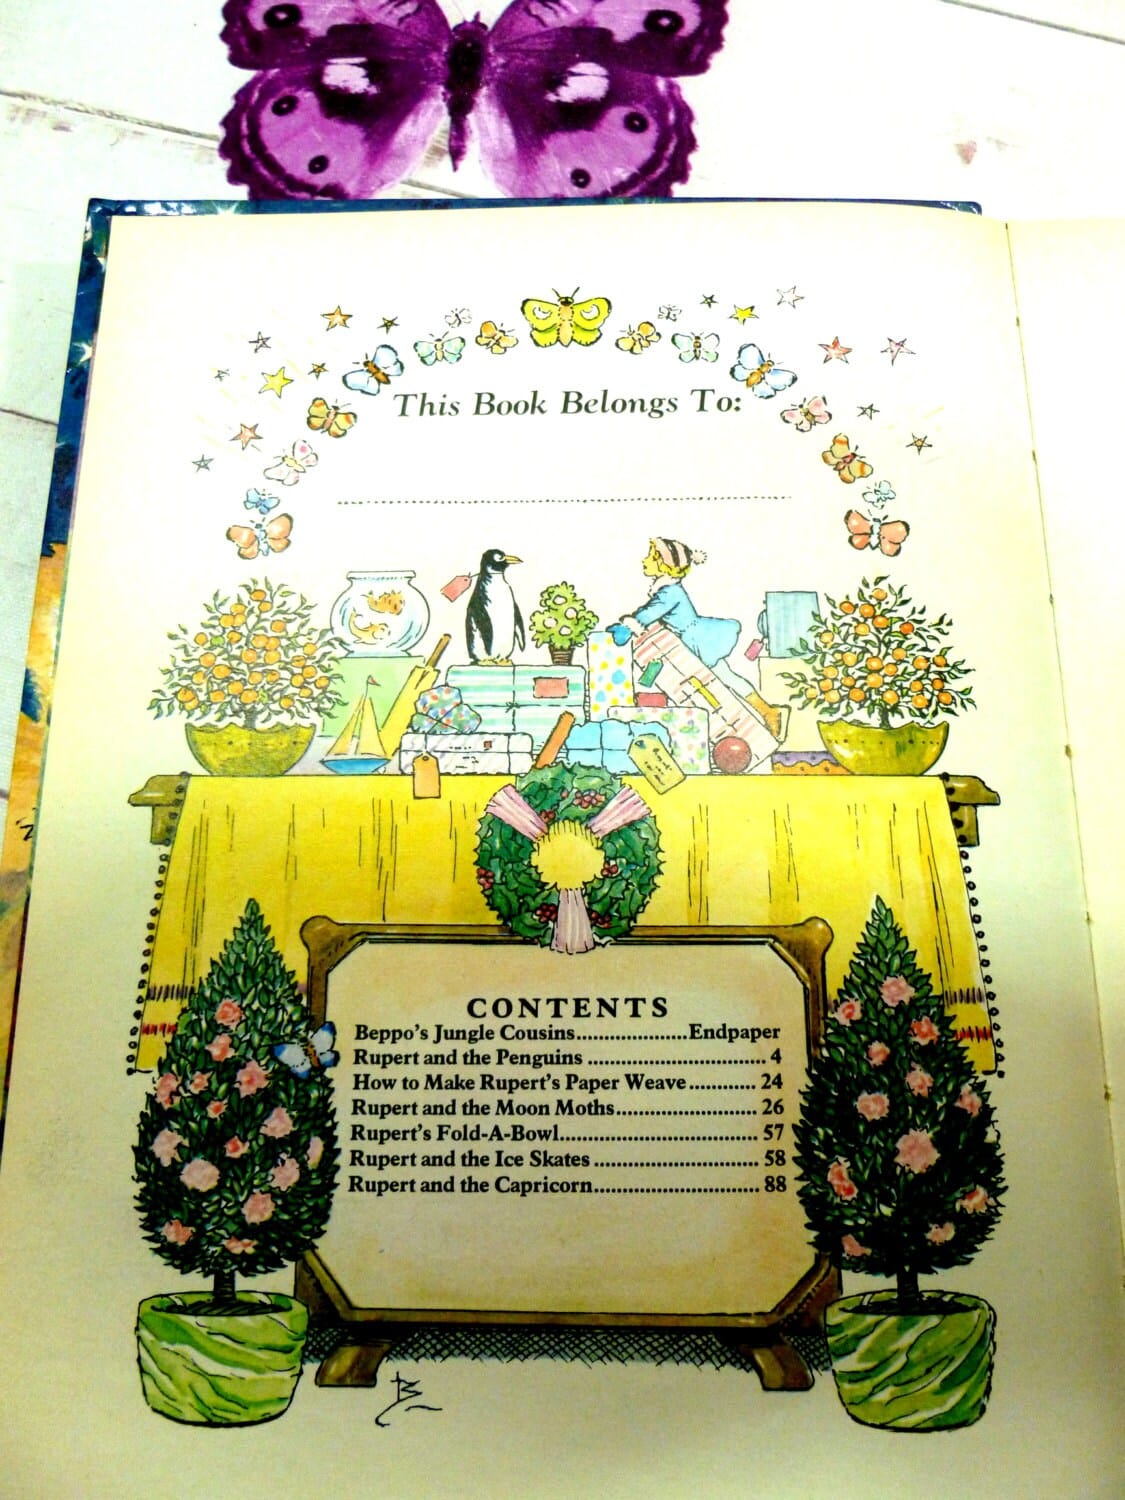 This Book Belongs To:
CONTENTS
Beppo's Jungle Cousins....................Endpaper
Rupert and the Penguins ................................ 4
How to Make Rupert's Paper Weave............ 24
Rupert and the Moon Moths......................... 26
Rupert's Fold-A-Bowl................................... 57
Rupert and the Ice Skates ............................. 58
Rupert and the Capricorn............................. 88